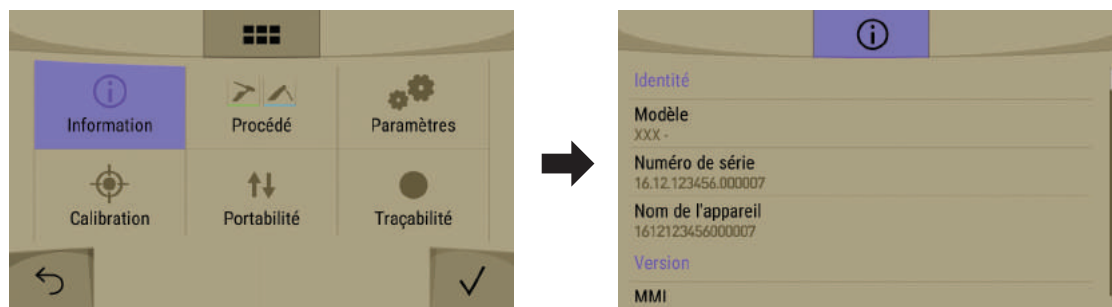 Information
Procédé
Paramètres
Calibration
Portabilité
Traçabilité
Identité
Modèle
XXX -
Numéro de série
16.12.123456.000007
Nom de l'appareil
1612123456000007
Version
MMI